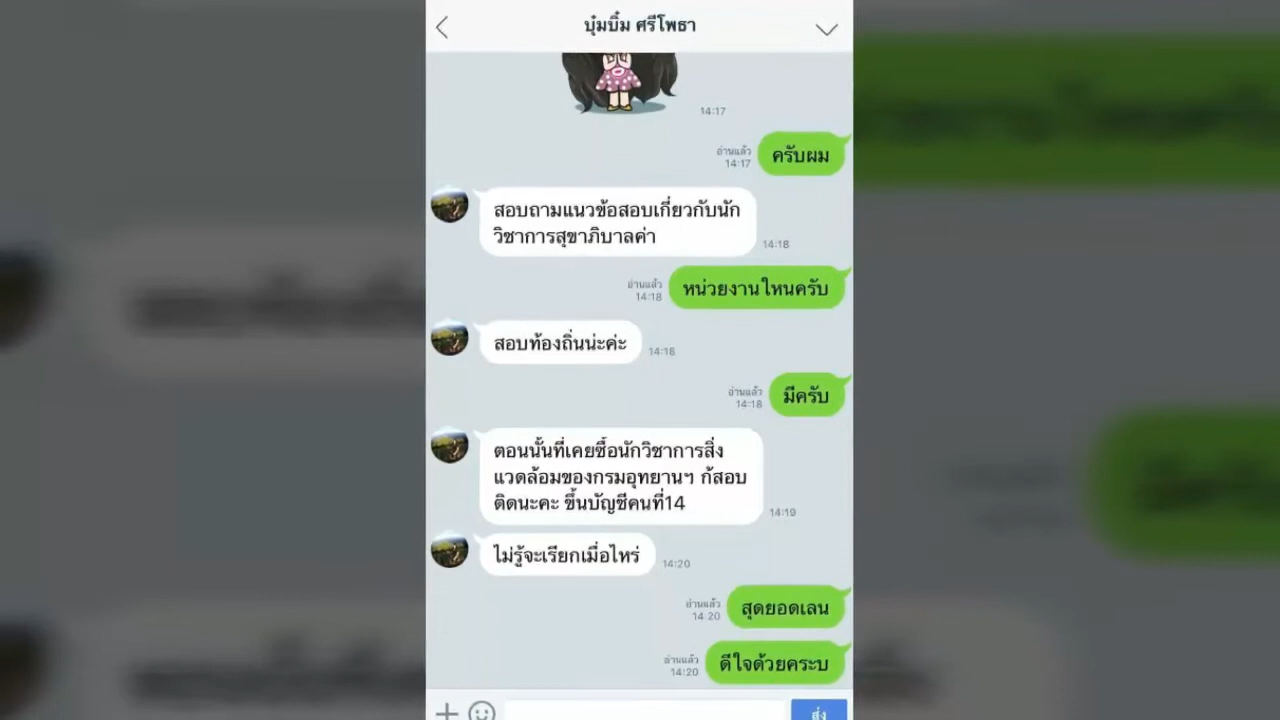 บุ๋มบิ๋ม ศรีโพธา
14:17
ครับผม
อ่านแล้ว
14:17
สอบถามแนวข้อสอบเกี่ยวกับนัก
วิชาการสุขาภิบาลค่า
14:18
หน่วยงานใหนครับ
อ่านแล้ว
14:18
สอบท้องถิ่นน่ะค่ะ
14:18
มีครับ
อ่านแล้ว
14:18
ตอนนั้นที่เคยซื้อนักวิชาการสิ่ง
แวดล้อมของกรมอุทยานฯ ก้สอบ
ติดนะคะ ขึ้นบัญชีคนที่14
14:19
ไม่รู้จะเรียกเมื่อไหร่
14:20
สุดยอดเลน
อ่านแล้ว
14:20
ดีใจด้วยคระบ
อ่านแล้ว
14:20
ส่ง